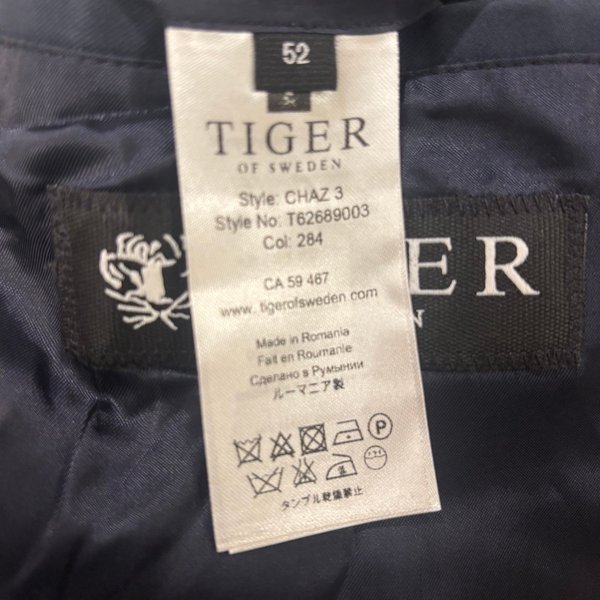 52
TIGER
OF SWEDEN
Style: CHAZ 3
Style No: T62689003
Col: 284
CA 59 467
www.tigerofsweden.com
Made in Romania
Fait en Roumanie
Сделано в Румынии
ルーマニア製
P
タンブル乾燥禁止
ER
N